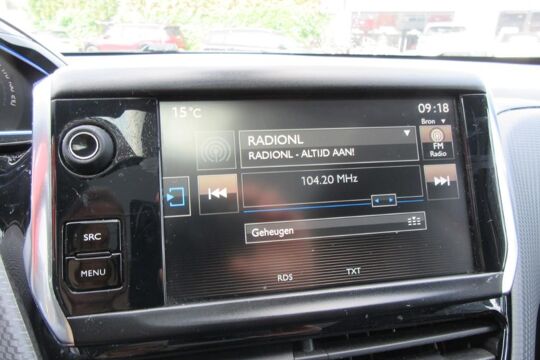 15°C
09:18
Bron
RADIONL
RADIONL - ALTIJD AAN!
FM
Radio
104.20 MHz
SRC
Geheugen
MENU
RDS
TXT